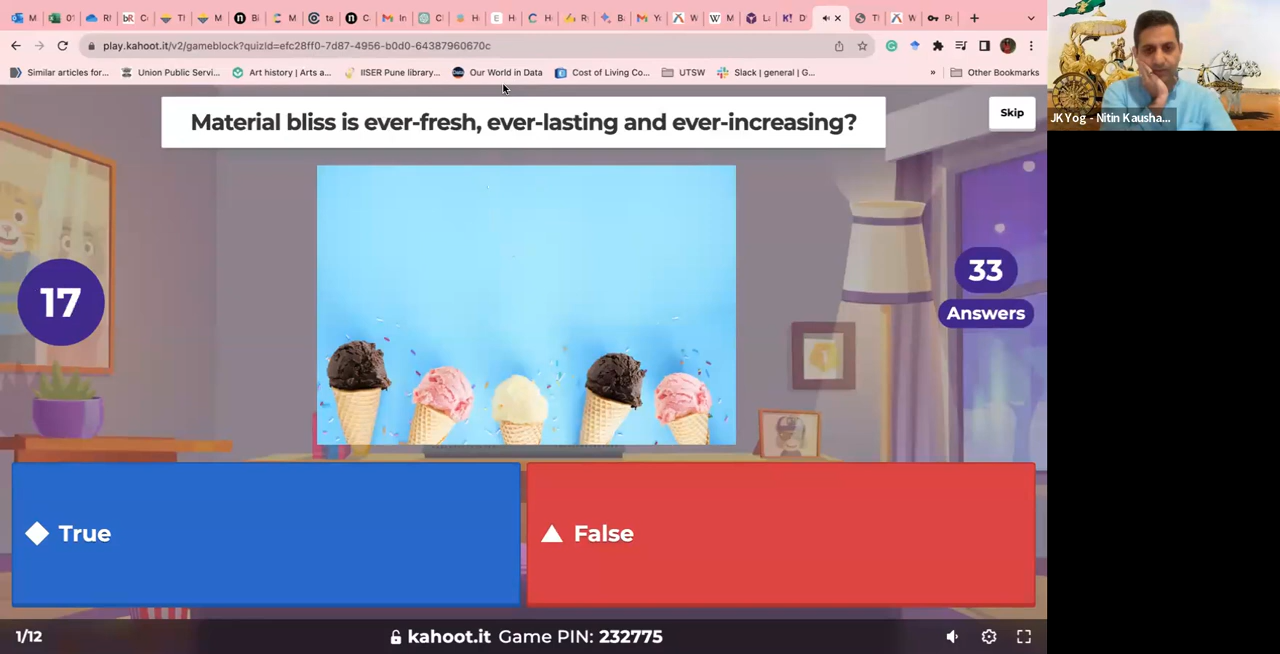 play.kahoot.it/v2/gameblock?quizId=efc28ff0-7d87-4956-b0d0-64387960670c
Similar articles for... Union Public Servi... Art history | Arts a... IISER Pune library... Our World in Data Cost of Living Co... UTSW Slack | general | G... » Other Bookmarks
Material bliss is ever-fresh, ever-lasting and ever-increasing?
Skip
JKYog - Nitin Kausha...
17
33
Answers
True
False
1/12
kahoot.it Game PIN: 232775